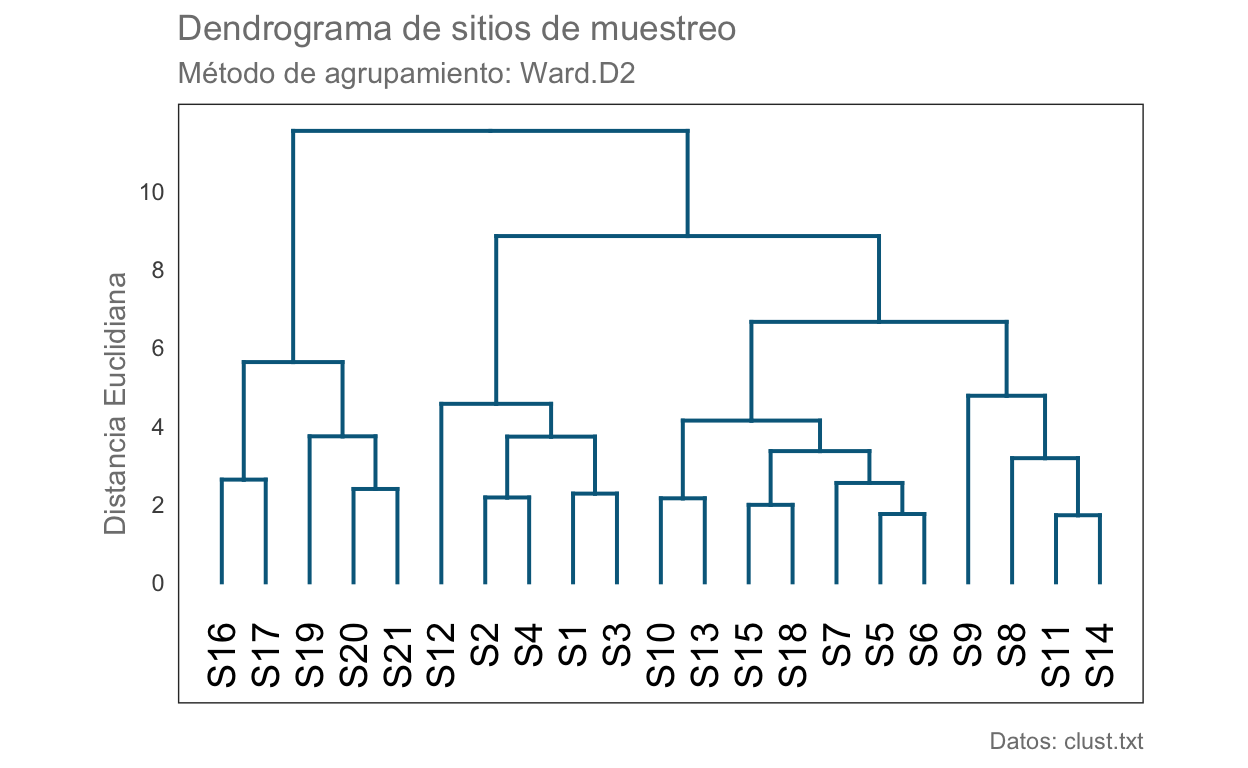 Dendrograma de sitios de muestreo
Método de agrupamiento: Ward.D2
Distancia Euclidiana
10
8
6
4
2
0
S16 S17 S19 S20 S21 S12 S2 S4 S1 S3 S10 S13 S15 S18 S7 S5 S6 S9 S8 S11 S14
Datos: clust.txt